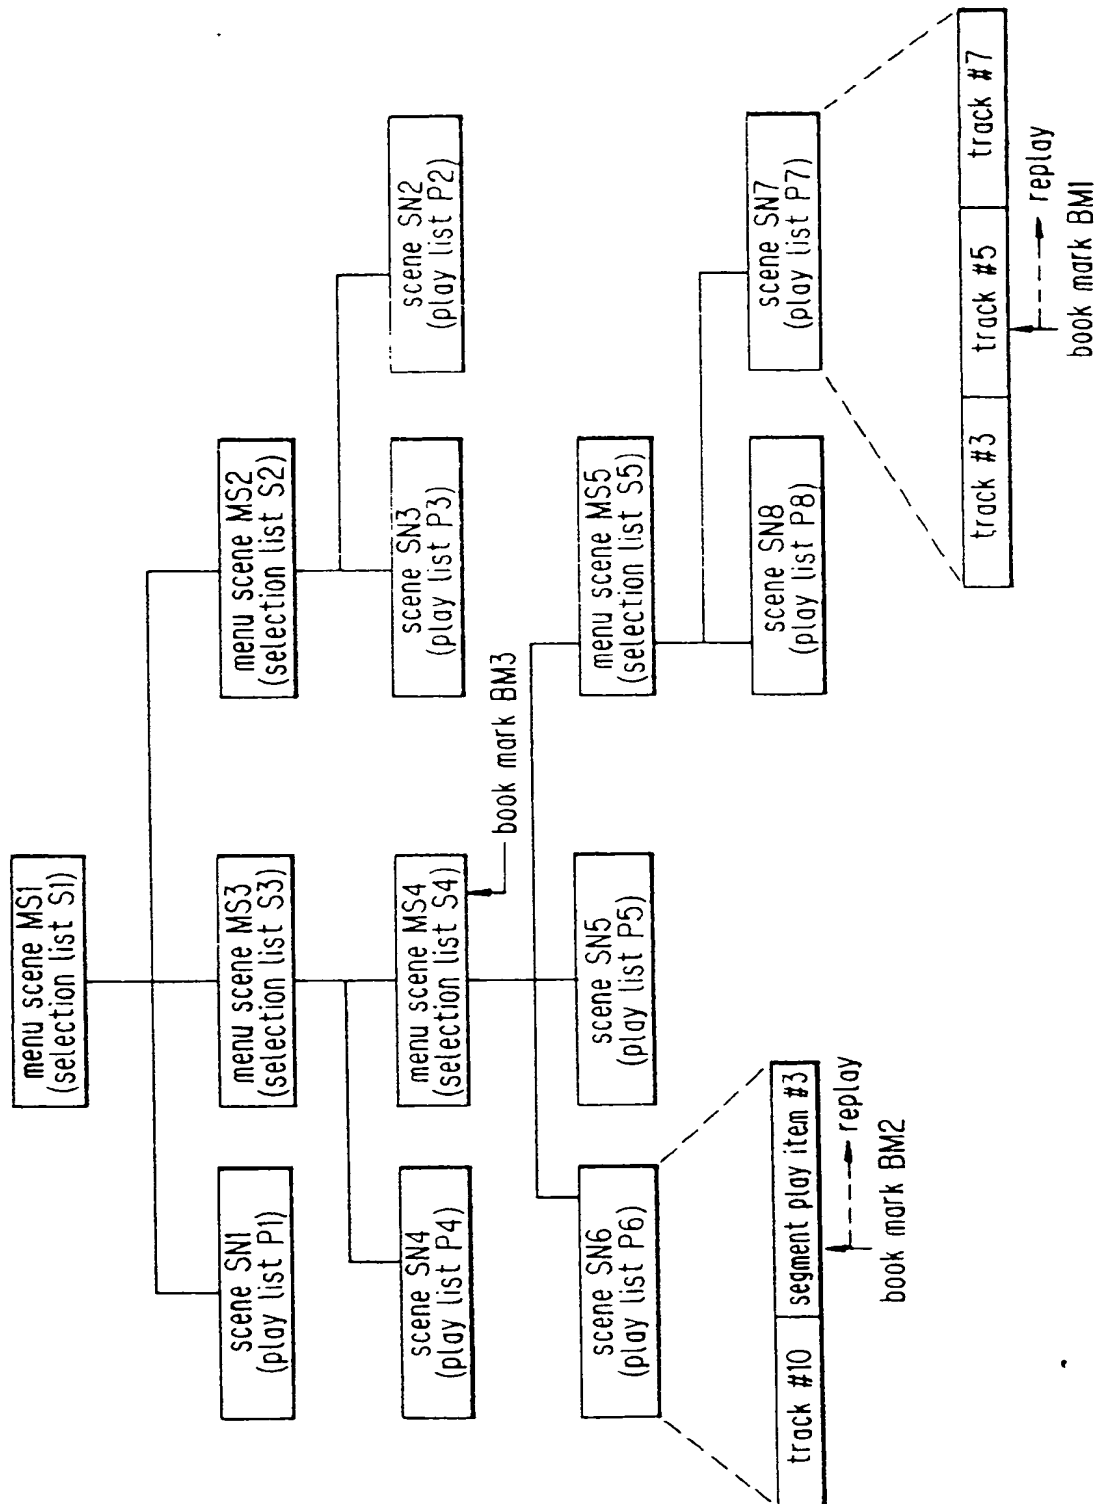 menu scene MS1
(selection list S1)
scene SN1
(play list P1)
menu scene MS3
(selection list S3)
menu scene MS2
(selection list S2)
scene SN4
(play list P4)
menu scene MS4
(selection list S4)
book mark BM3
scene SN3
(play list P3)
scene SN2
(play list P2)
scene SN6
(play list P6)
scene SN5
(play list P5)
menu scene MS5
(selection list S5)
scene SN8
(play list P8)
scene SN7
(play list P7)
track #10
segment play item #3
replay
book mark BM2
track #3
track #5
track #7
replay
book mark BM1